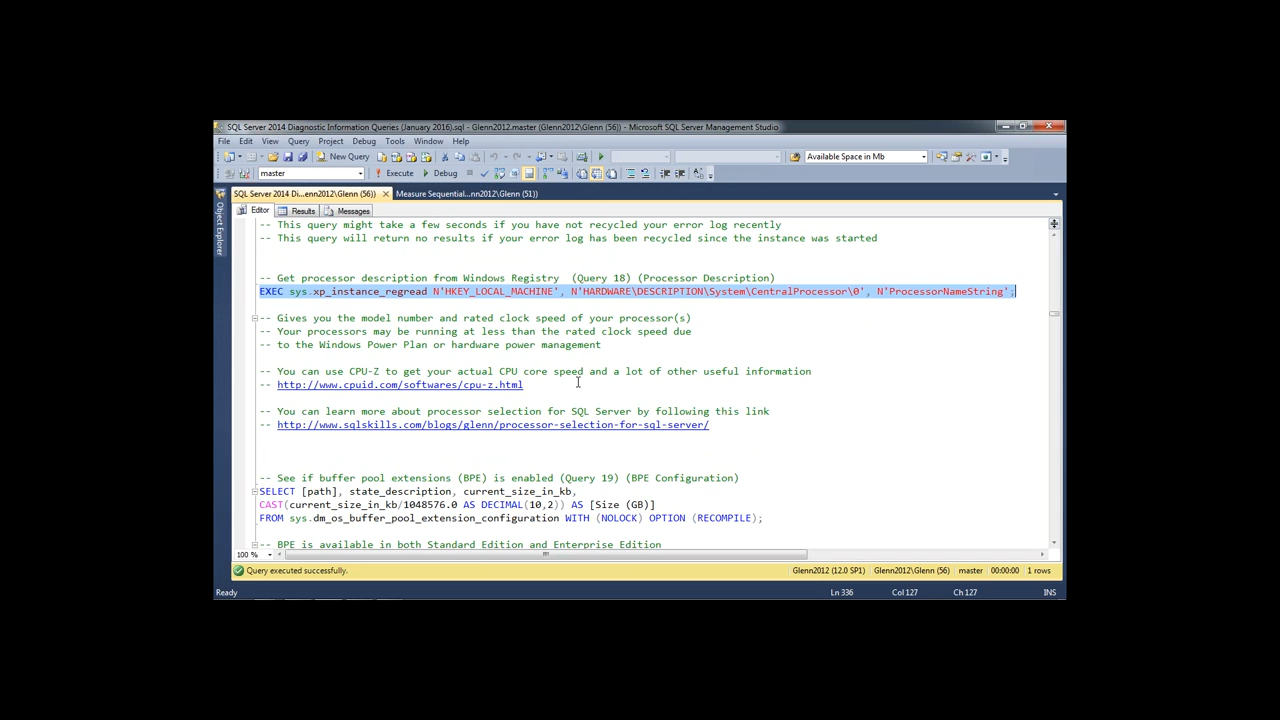 SQL Server 2014 Diagnostic Information Queries (January 2016).sql - Glenn2012.master (Glenn2012\Glenn (56)) - Microsoft SQL Server Management Studio
File Edit View Query Project Debug Tools Window Help
New Query Available Space in Mb
master Execute Debug
SQL Server 2014 Di...enn2012\Glenn (56)) Measure Sequential...nn2012\Glenn (51))
Object Explorer
Editor Results Messages
-- This query might take a few seconds if you have not recycled your error log recently
-- This query will return no results if your error log has been recycled since the instance was started
-- Get processor description from Windows Registry  (Query 18) (Processor Description)
EXEC sys.xp_instance_regread N'HKEY_LOCAL_MACHINE', N'HARDWARE\DESCRIPTION\System\CentralProcessor\0', N'ProcessorNameString';
-- Gives you the model number and rated clock speed of your processor(s)
-- Your processors may be running at less than the rated clock speed due
-- to the Windows Power Plan or hardware power management
-- You can use CPU-Z to get your actual CPU core speed and a lot of other useful information
-- http://www.cpuid.com/softwares/cpu-z.html
-- You can learn more about processor selection for SQL Server by following this link
-- http://www.sqlskills.com/blogs/glenn/processor-selection-for-sql-server/
-- See if buffer pool extensions (BPE) is enabled (Query 19) (BPE Configuration)
SELECT [path], state_description, current_size_in_kb,
CAST(current_size_in_kb/1048576.0 AS DECIMAL(10,2)) AS [Size (GB)]
FROM sys.dm_os_buffer_pool_extension_configuration WITH (NOLOCK) OPTION (RECOMPILE);
-- BPE is available in both Standard Edition and Enterprise Edition
100 %
Query executed successfully. Glenn2012 (12.0 SP1) Glenn2012\Glenn (56) master 00:00:00 1 rows
Ready Ln 336 Col 127 Ch 127 INS